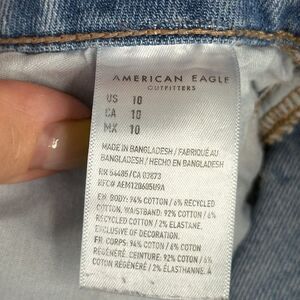 AMERICAN EAGLE
OUTFITTERS
US 10
CA 10
MX 10
MADE IN BANGLADESH / FABRIQUÉ AU
BANGLADESH / HECHO EN BANGLADESH
RN 54485/CA 03873
REF# AEM12860509A
EN: BODY: 94% COTTON / 6% RECYCLED
COTTON, WAISTBAND: 92% COTTON / 6%
RECYCLED COTTON / 2% ELASTANE.
EXCLUSIVE OF DECORATION.
FR: CORPS: 94% COTON / 6% COTON
RÉGÉNÉRÉ, CEINTURE: 92% COTON / 6%
COTON RÉGÉNÉRÉ / 2% ÉLASTHANNE. À